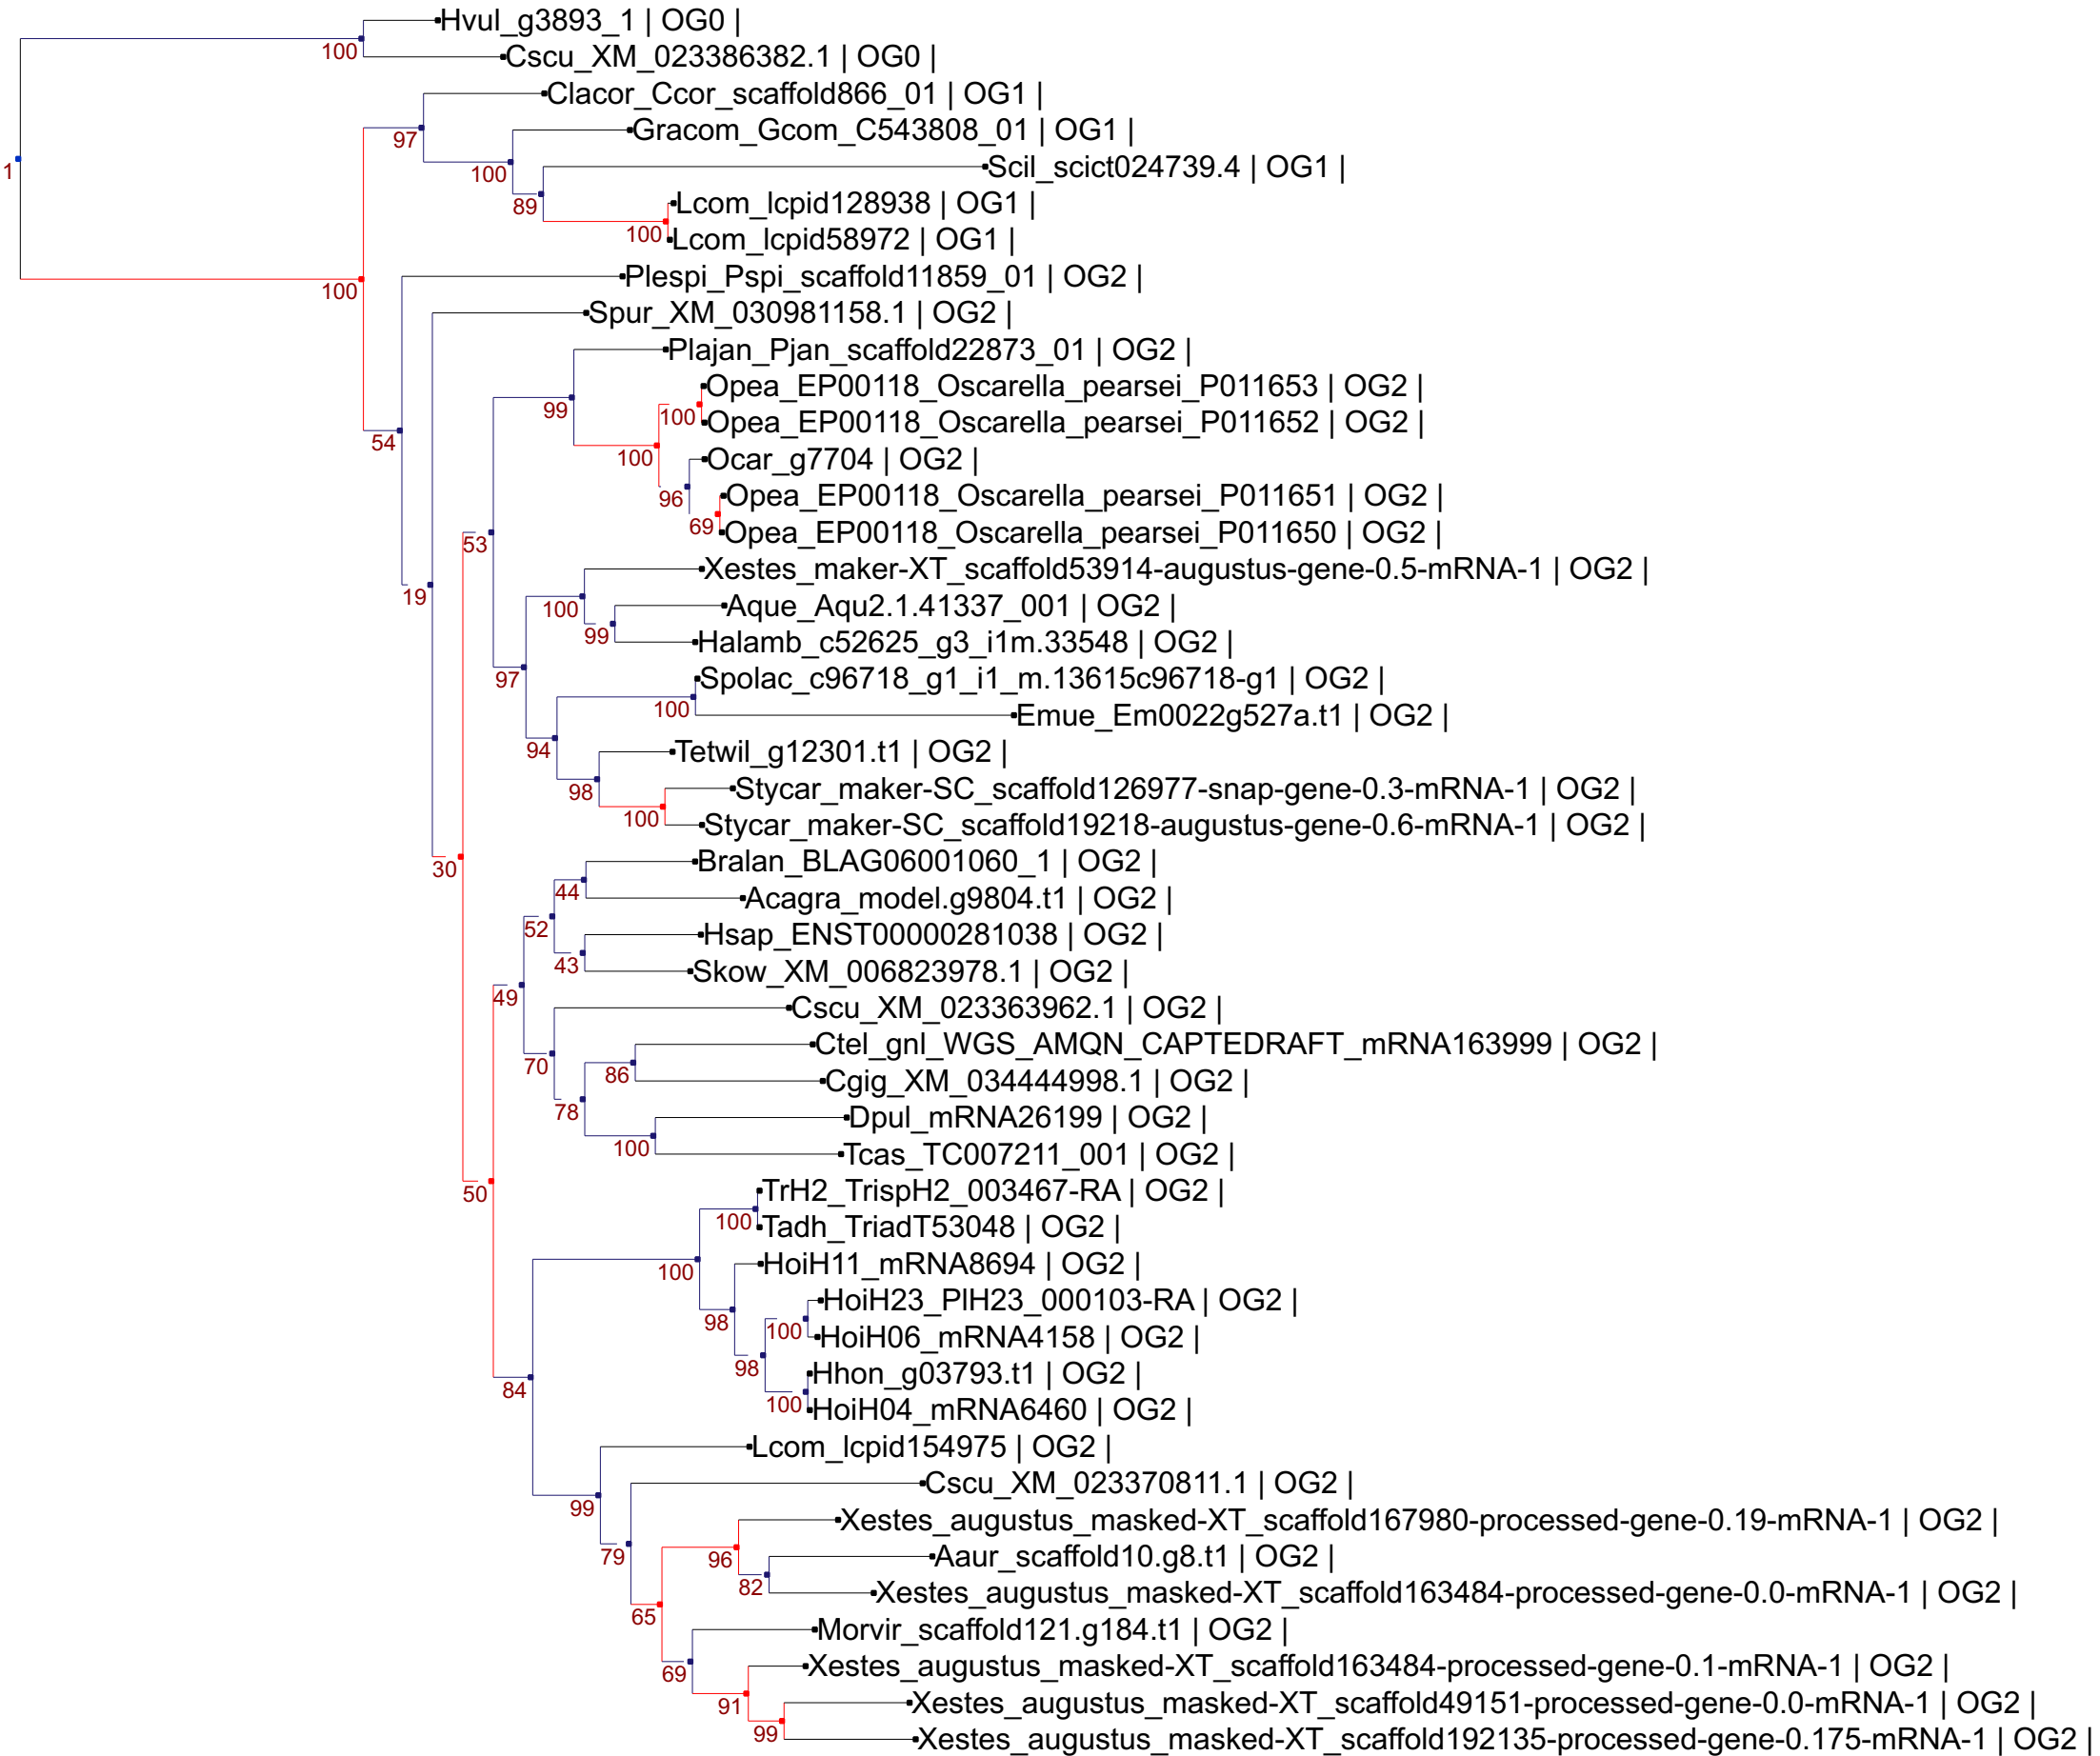 Hvul_g3893_1 | OG0 |
100
Cscu_XM_023386382.1 | OG0 |
Clacor_Ccor_scaffold866_01 | OG1 |
97
Gracom_Gcom_C543808_01 | OG1 |
1
100
Scil_scict024739.4 | OG1 |
89
Lcom_lcpid128938 | OG1 |
100
Lcom_lcpid58972 | OG1 |
100
Plespi_Pspi_scaffold11859_01 | OG2 |
Spur_XM_030981158.1 | OG2 |
Plajan_Pjan_scaffold22873_01 | OG2 |
Opea_EP00118_Oscarella_pearsei_P011653 | OG2 |
99
100
Opea_EP00118_Oscarella_pearsei_P011652 | OG2 |
54
100
Ocar_g7704 | OG2 |
96
Opea_EP00118_Oscarella_pearsei_P011651 | OG2 |
69
Opea_EP00118_Oscarella_pearsei_P011650 | OG2 |
53
Xestes_maker-XT_scaffold53914-augustus-gene-0.5-mRNA-1 | OG2 |
19
100
Aque_Aqu2.1.41337_001 | OG2 |
99
Halamb_c52625_g3_i1m.33548 | OG2 |
97
Spolac_c96718_g1_i1_m.13615c96718-g1 | OG2 |
100
Emue_Em0022g527a.t1 | OG2 |
94
Tetwil_g12301.t1 | OG2 |
98
Stycar_maker-SC_scaffold126977-snap-gene-0.3-mRNA-1 | OG2 |
100
Stycar_maker-SC_scaffold19218-augustus-gene-0.6-mRNA-1 | OG2 |
30
Bralan_BLAG06001060_1 | OG2 |
44
Acagra_model.g9804.t1 | OG2 |
52
Hsap_ENST00000281038 | OG2 |
43
Skow_XM_006823978.1 | OG2 |
49
Cscu_XM_023363962.1 | OG2 |
70
Ctel_gnl_WGS_AMQN_CAPTEDRAFT_mRNA163999 | OG2 |
86
Cgig_XM_034444998.1 | OG2 |
78
Dpul_mRNA26199 | OG2 |
100
Tcas_TC007211_001 | OG2 |
50
TrH2_TrispH2_003467-RA | OG2 |
100
Tadh_TriadT53048 | OG2 |
100
HoiH11_mRNA8694 | OG2 |
98
HoiH23_PlH23_000103-RA | OG2 |
100
HoiH06_mRNA4158 | OG2 |
98
Hhon_g03793.t1 | OG2 |
84
100
HoiH04_mRNA6460 | OG2 |
Lcom_lcpid154975 | OG2 |
99
Cscu_XM_023370811.1 | OG2 |
79
Xestes_augustus_masked-XT_scaffold167980-processed-gene-0.19-mRNA-1 | OG2 |
96
Aaur_scaffold10.g8.t1 | OG2 |
82
Xestes_augustus_masked-XT_scaffold163484-processed-gene-0.0-mRNA-1 | OG2 |
65
Morvir_scaffold121.g184.t1 | OG2 |
69
Xestes_augustus_masked-XT_scaffold163484-processed-gene-0.1-mRNA-1 | OG2 |
91
Xestes_augustus_masked-XT_scaffold49151-processed-gene-0.0-mRNA-1 | OG2 |
99
Xestes_augustus_masked-XT_scaffold192135-processed-gene-0.175-mRNA-1 | OG2 |